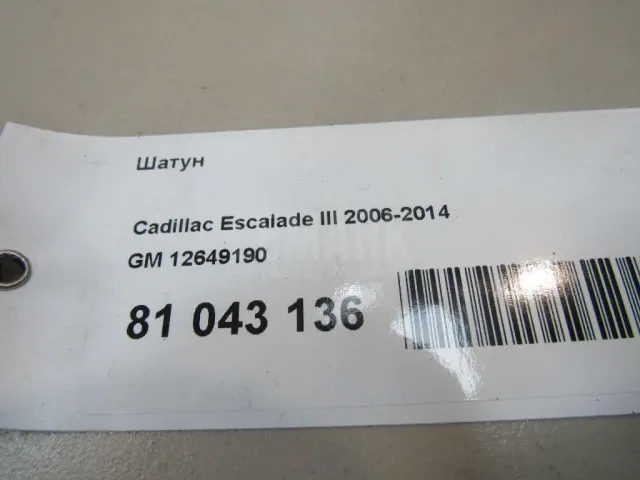 Шатун
Cadillac Escalade III 2006-2014
GM 12649190
81 043 136